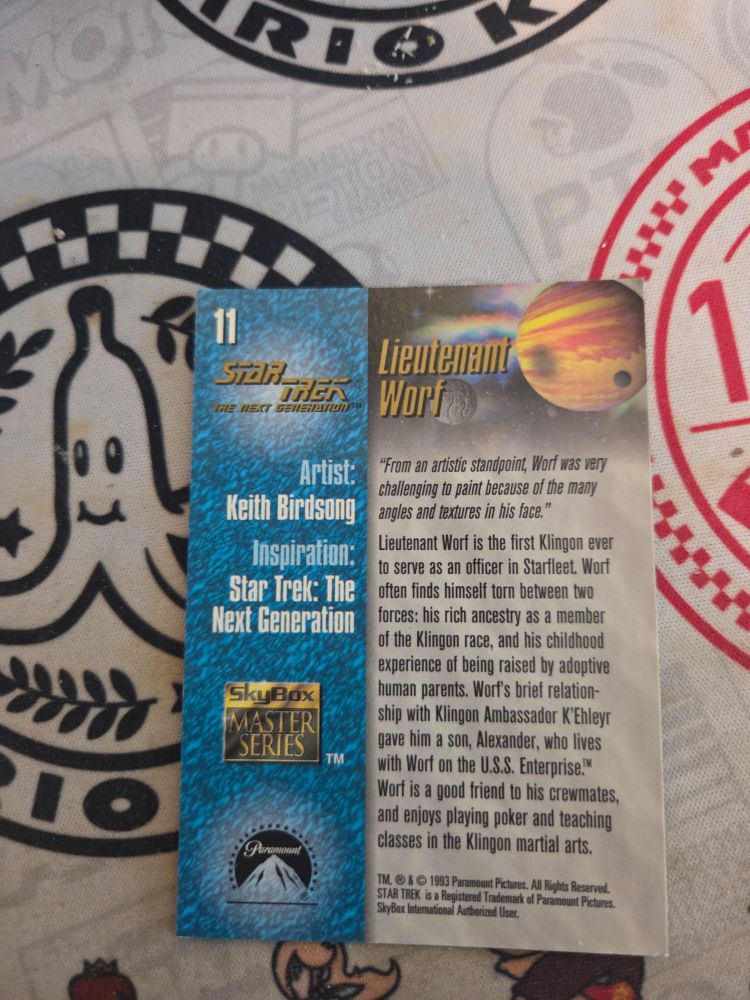 RIO K
11
STAR TREK
THE NEXT GENERATION™
Artist:
Keith Birdsong
Inspiration:
Star Trek: The
Next Generation
SkyBox
MASTER
SERIES
TM
Paramount
®
Lieutenant
Worf
"From an artistic standpoint, Worf was very
challenging to paint because of the many
angles and textures in his face."
Lieutenant Worf is the first Klingon ever
to serve as an officer in Starfleet. Worf
often finds himself torn between two
forces: his rich ancestry as a member
of the Klingon race, and his childhood
experience of being raised by adoptive
human parents. Worf's brief relation-
ship with Klingon Ambassador K'Ehleyr
gave him a son, Alexander, who lives
with Worf on the U.S.S. Enterprise.™
Worf is a good friend to his crewmates,
and enjoys playing poker and teaching
classes in the Klingon martial arts.
TM, ® & © 1993 Paramount Pictures. All Rights Reserved.
STAR TREK is a Registered Trademark of Paramount Pictures.
SkyBox International Authorized User.
MA
1
RIO